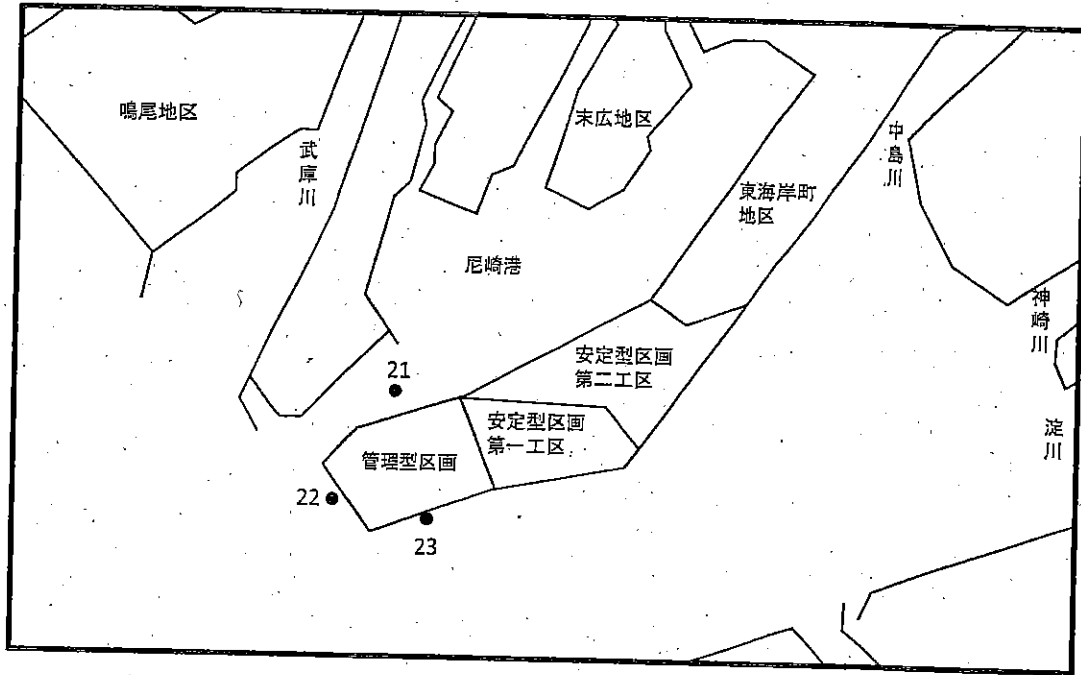 鳴尾地区
武庫川
末広地区
中島川
東海岸町
地区
尼崎港
神崎川
安定型区画
第二工区
21
安定型区画
第一工区
淀川
管理型区画
22
23